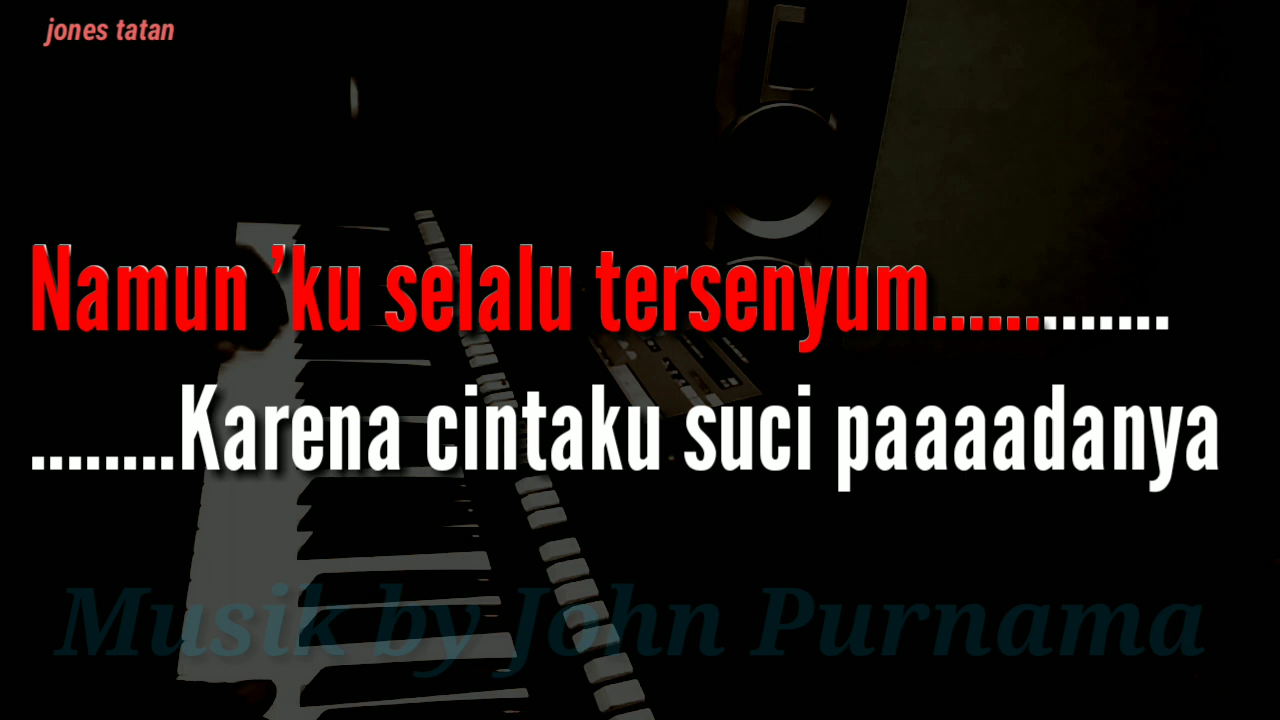 jones tatan
Namun 'ku selalu tersenyum.............
........Karena cintaku suci paaaadanya
Musik by John Purnama